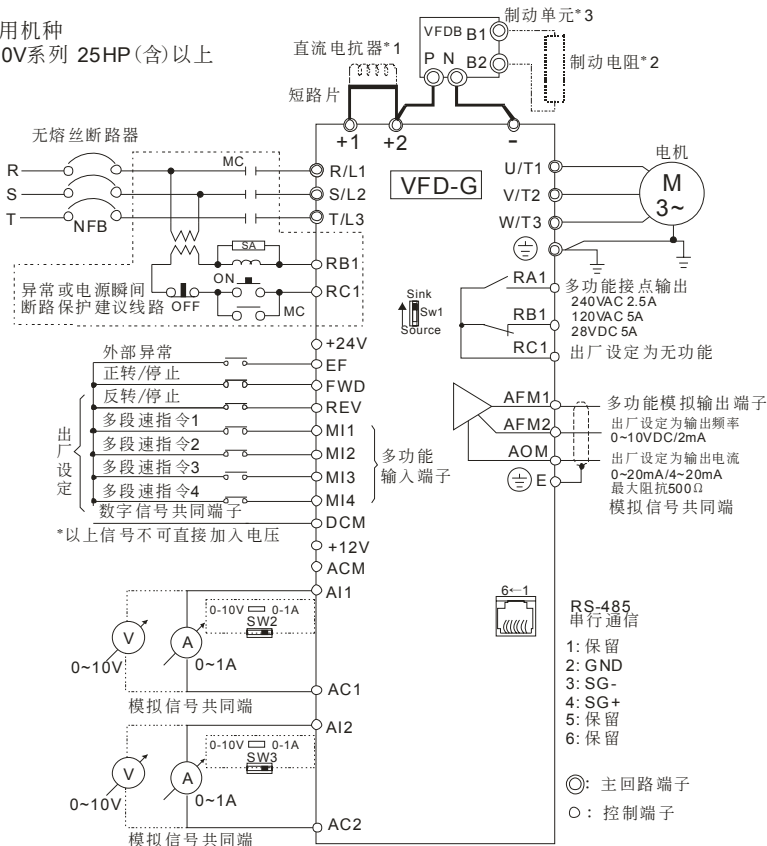 用机种
0V系列 25HP(含)以上
制动单元*3
VFDB B1
P N B2
制动电阻*2
直流电抗器*1
短路片
+1 +2 -
无熔丝断路器
R
S
T
NFB
MC
R/L1
S/L2
T/L3
VFD-G
U/T1
V/T2
W/T3
电机
M
3~
SA
ON
OFF
MC
异常或电源瞬间
断路保护建议线路
RB1
RC1
Sink
Sw1
Source
RA1
RB1
RC1
多功能接点输出
240VAC 2.5A
120VAC 5A
28VDC 5A
出厂设定为无功能
+24V
外部异常
EF
正转/停止
FWD
反转/停止
REV
多段速指令1
MI1
多段速指令2
MI2
多段速指令3
MI3
多段速指令4
MI4
出厂设定
多功能
输入端子
数字信号共同端子
DCM
*以上信号不可直接加入电压
+12V
ACM
AFM1
AFM2
AOM
E
多功能模拟输出端子
出厂设定为输出频率
0~10VDC/2mA
出厂设定为输出电流
0~20mA/4~20mA
最大阻抗500Ω
模拟信号共同端
AI1
0-10V 0-1A
SW2
V
0~10V
A
0~1A
AC1
模拟信号共同端
AI2
0-10V 0-1A
SW3
V
0~10V
A
0~1A
AC2
模拟信号共同端
6←1
RS-485
串行通信
1: 保留
2: GND
3: SG-
4: SG+
5: 保留
6: 保留
: 主回路端子
: 控制端子